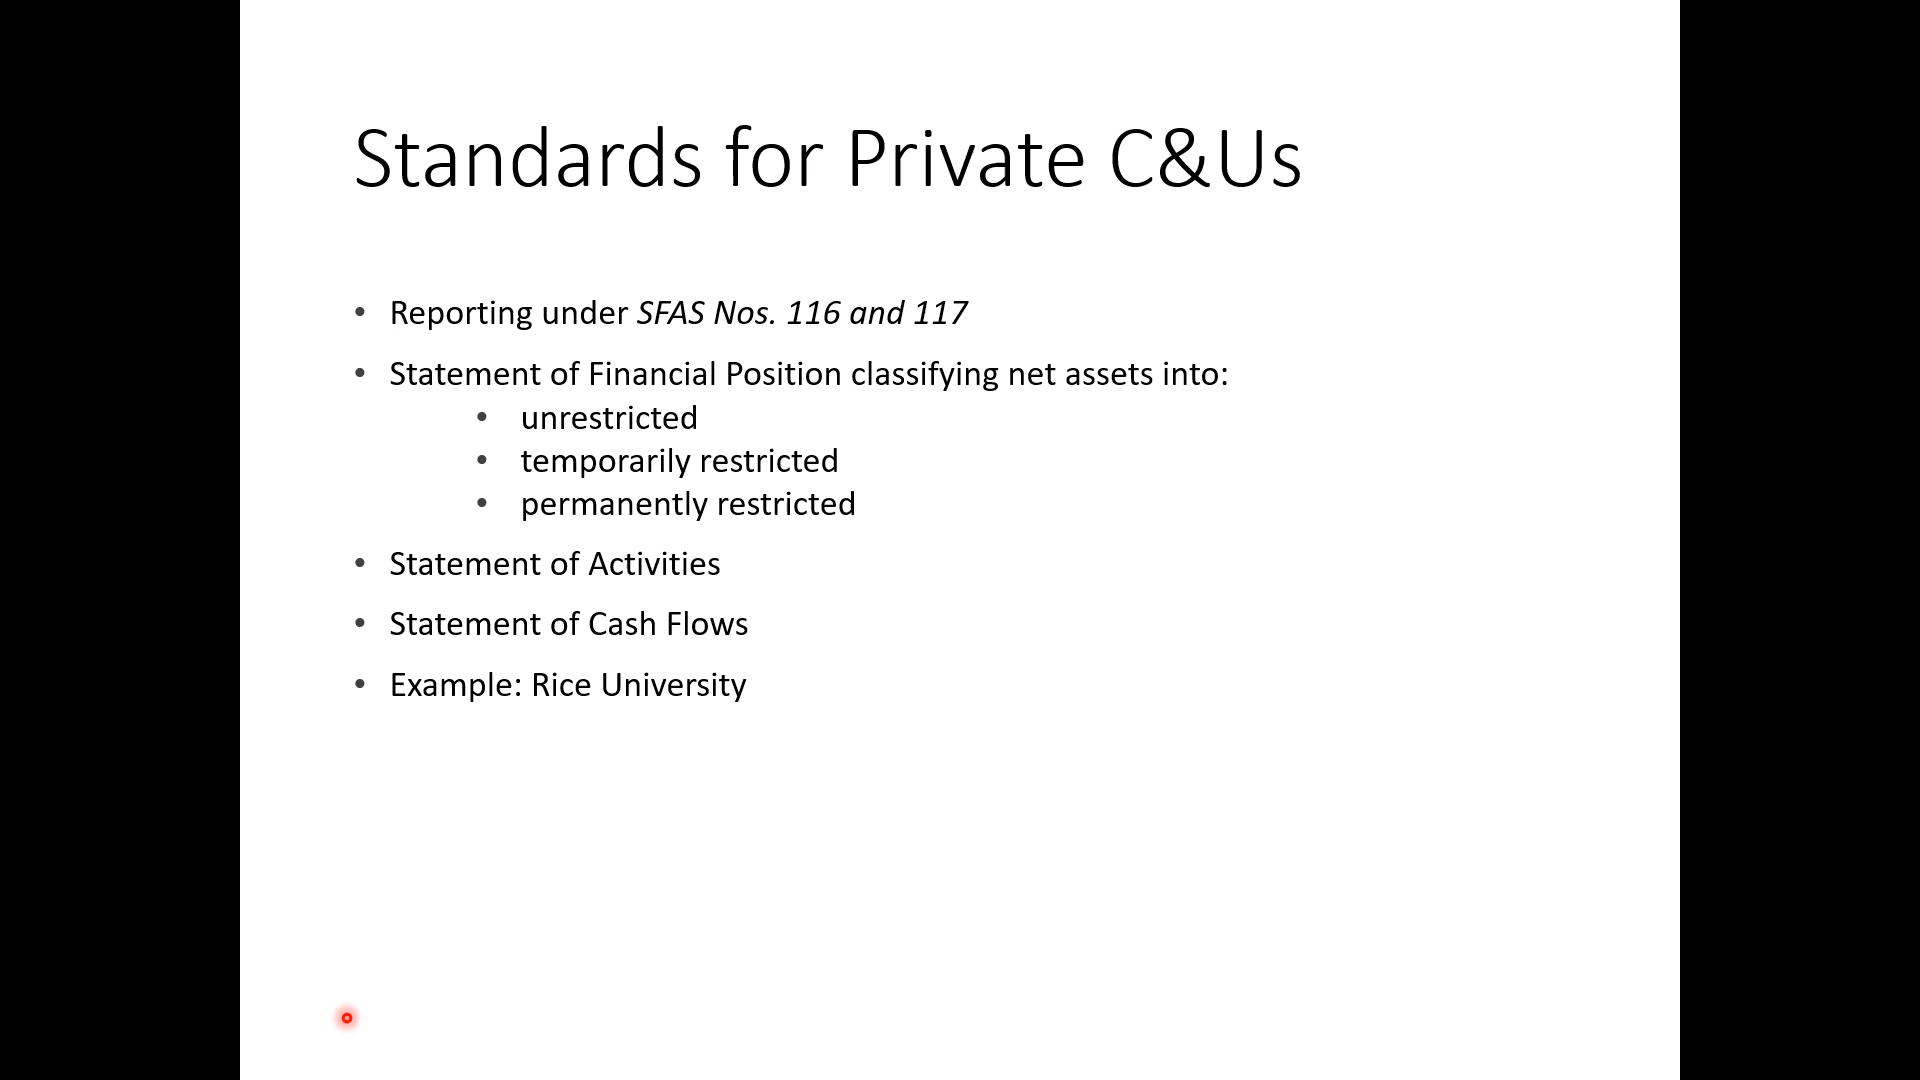 Standards for Private C&Us
• Reporting under SFAS Nos. 116 and 117
• Statement of Financial Position classifying net assets into:
• unrestricted
• temporarily restricted
• permanently restricted
• Statement of Activities
• Statement of Cash Flows
• Example: Rice University